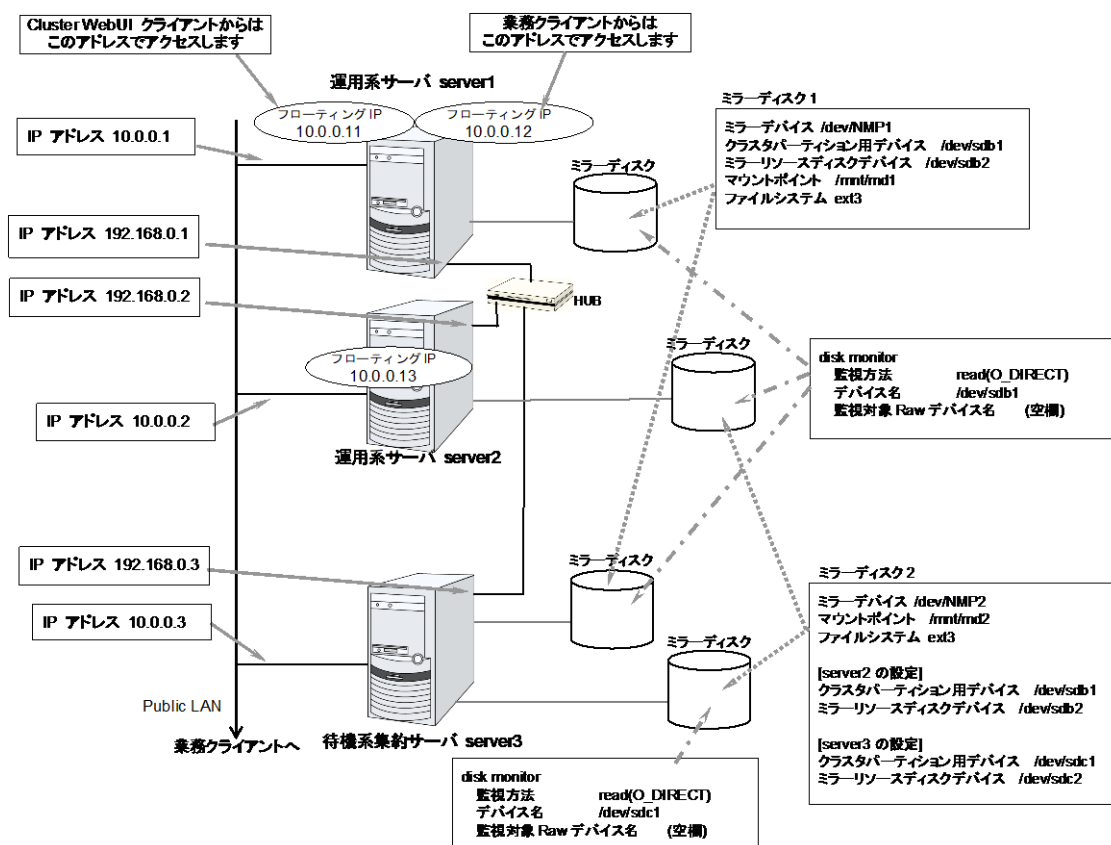 Cluster WebUI クライアントからは
このアドレスでアクセスします
業務クライアントからは
このアドレスでアクセスします
運用系サーバ server1
フローティング IP
10.0.0.11
フローティング IP
10.0.0.12
IP アドレス 10.0.0.1
ミラーディスク
ミラーディスク 1
ミラーデバイス /dev/NMP1
クラスタパーティション用デバイス /dev/sdb1
ミラーリソースディスクデバイス /dev/sdb2
マウントポイント /mnt/md1
ファイルシステム ext3
IP アドレス 192.168.0.1
IP アドレス 192.168.0.2
HUB
フローティング IP
10.0.0.13
ミラーディスク
disk monitor
監視方法 read(O_DIRECT)
デバイス名 /dev/sdb1
監視対象 Raw デバイス名 (空欄)
IP アドレス 10.0.0.2
運用系サーバ server2
IP アドレス 192.168.0.3
ミラーディスク
IP アドレス 10.0.0.3
ミラーディスク
ミラーディスク 2
ミラーデバイス /dev/NMP2
マウントポイント /mnt/md2
ファイルシステム ext3
[server2 の設定]
クラスタパーティション用デバイス /dev/sdb1
ミラーリソースディスクデバイス /dev/sdb2
[server3 の設定]
クラスタパーティション用デバイス /dev/sdc1
ミラーリソースディスクデバイス /dev/sdc2
Public LAN
業務クライアントへ
待機系集約サーバ server3
disk monitor
監視方法 read(O_DIRECT)
デバイス名 /dev/sdc1
監視対象 Raw デバイス名 (空欄)